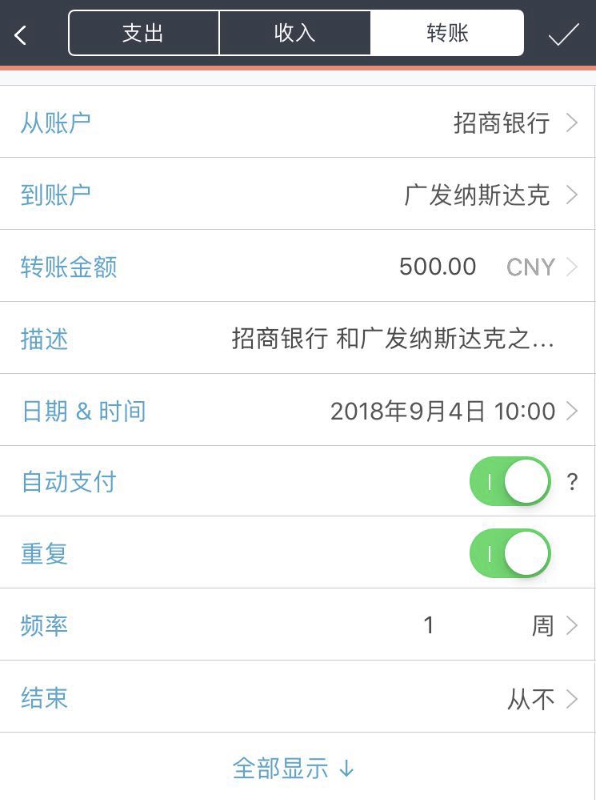 支出 收入 转账
从账户 招商银行
到账户 广发纳斯达克
转账金额 500.00 CNY
描述 招商银行 和广发纳斯达克之...
日期 & 时间 2018年9月4日 10:00
自动支付 ?
重复
频率 1 周
结束 从不
全部显示 ↓